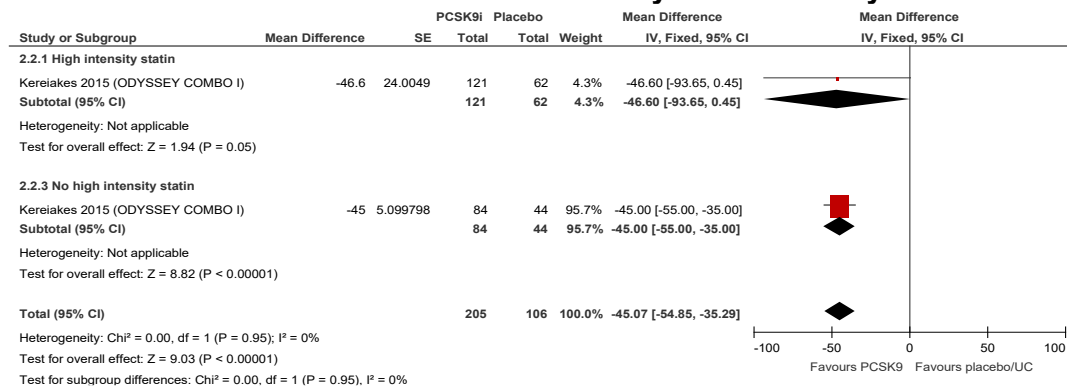 PCSK9i Placebo Mean Difference Mean Difference
Study or Subgroup Mean Difference SE Total Total Weight IV, Fixed, 95% CI IV, Fixed, 95% CI
2.2.1 High intensity statin
Kereiakes 2015 (ODYSSEY COMBO I) -46.6 24.0049 121 62 4.3% -46.60 [-93.65, 0.45]
Subtotal (95% CI) 121 62 4.3% -46.60 [-93.65, 0.45]
Heterogeneity: Not applicable
Test for overall effect: Z = 1.94 (P = 0.05)
2.2.3 No high intensity statin
Kereiakes 2015 (ODYSSEY COMBO I) -45 5.099798 84 44 95.7% -45.00 [-55.00, -35.00]
Subtotal (95% CI) 84 44 95.7% -45.00 [-55.00, -35.00]
Heterogeneity: Not applicable
Test for overall effect: Z = 8.82 (P < 0.00001)
Total (95% CI) 205 106 100.0% -45.07 [-54.85, -35.29]
Heterogeneity: Chi² = 0.00, df = 1 (P = 0.95); I² = 0%
Test for overall effect: Z = 9.03 (P < 0.00001)
Test for subgroup differences: Chi² = 0.00, df = 1 (P = 0.95), I² = 0%
-100 -50 0 50 100
Favours PCSK9 Favours placebo/UC